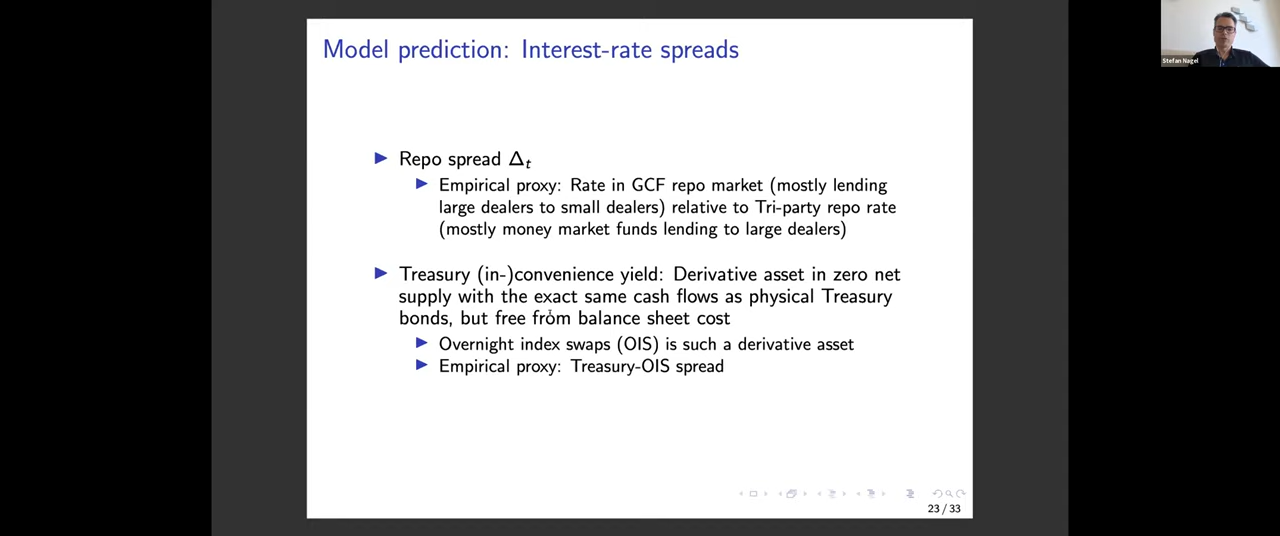 Model prediction: Interest-rate spreads
Stefan Nagel
▶ Repo spread Δt
▶ Empirical proxy: Rate in GCF repo market (mostly lending
large dealers to small dealers) relative to Tri-party repo rate
(mostly money market funds lending to large dealers)
▶ Treasury (in-)convenience yield: Derivative asset in zero net
supply with the exact same cash flows as physical Treasury
bonds, but free from balance sheet cost
▶ Overnight index swaps (OIS) is such a derivative asset
▶ Empirical proxy: Treasury-OIS spread
23 / 33